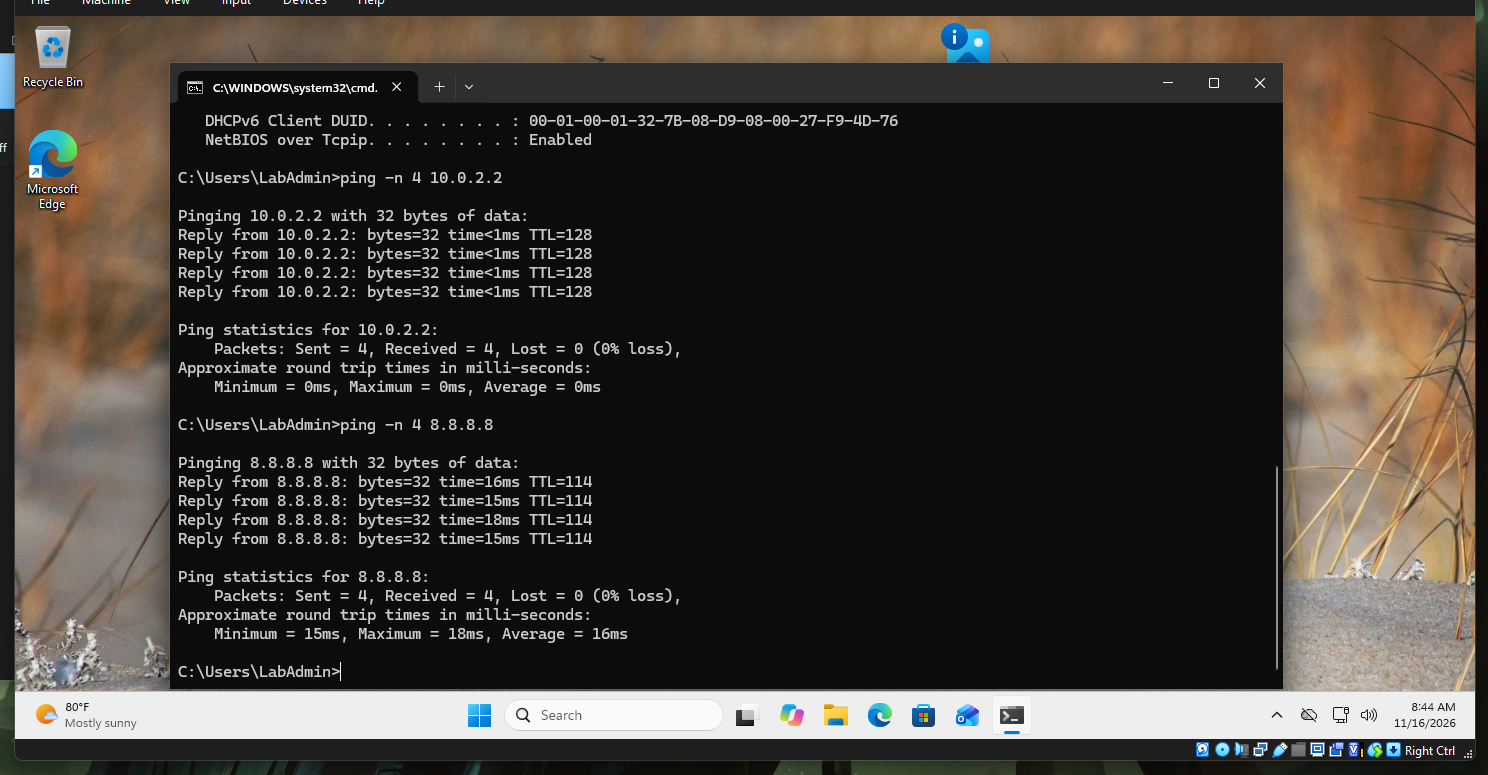 File Machine View Input Devices Help
Recycle Bin
Microsoft
Edge
ff
C:\WINDOWS\system32\cmd.
DHCPv6 Client DUID. . . . . . . . : 00-01-00-01-32-7B-08-D9-08-00-27-F9-4D-76
NetBIOS over Tcpip. . . . . . . . : Enabled
C:\Users\LabAdmin>ping -n 4 10.0.2.2
Pinging 10.0.2.2 with 32 bytes of data:
Reply from 10.0.2.2: bytes=32 time<1ms TTL=128
Reply from 10.0.2.2: bytes=32 time<1ms TTL=128
Reply from 10.0.2.2: bytes=32 time<1ms TTL=128
Reply from 10.0.2.2: bytes=32 time<1ms TTL=128
Ping statistics for 10.0.2.2:
Packets: Sent = 4, Received = 4, Lost = 0 (0% loss),
Approximate round trip times in milli-seconds:
Minimum = 0ms, Maximum = 0ms, Average = 0ms
C:\Users\LabAdmin>ping -n 4 8.8.8.8
Pinging 8.8.8.8 with 32 bytes of data:
Reply from 8.8.8.8: bytes=32 time=16ms TTL=114
Reply from 8.8.8.8: bytes=32 time=15ms TTL=114
Reply from 8.8.8.8: bytes=32 time=18ms TTL=114
Reply from 8.8.8.8: bytes=32 time=15ms TTL=114
Ping statistics for 8.8.8.8:
Packets: Sent = 4, Received = 4, Lost = 0 (0% loss),
Approximate round trip times in milli-seconds:
Minimum = 15ms, Maximum = 18ms, Average = 16ms
C:\Users\LabAdmin>
80°F
Mostly sunny
Search
8:44 AM
11/16/2026
Right Ctrl